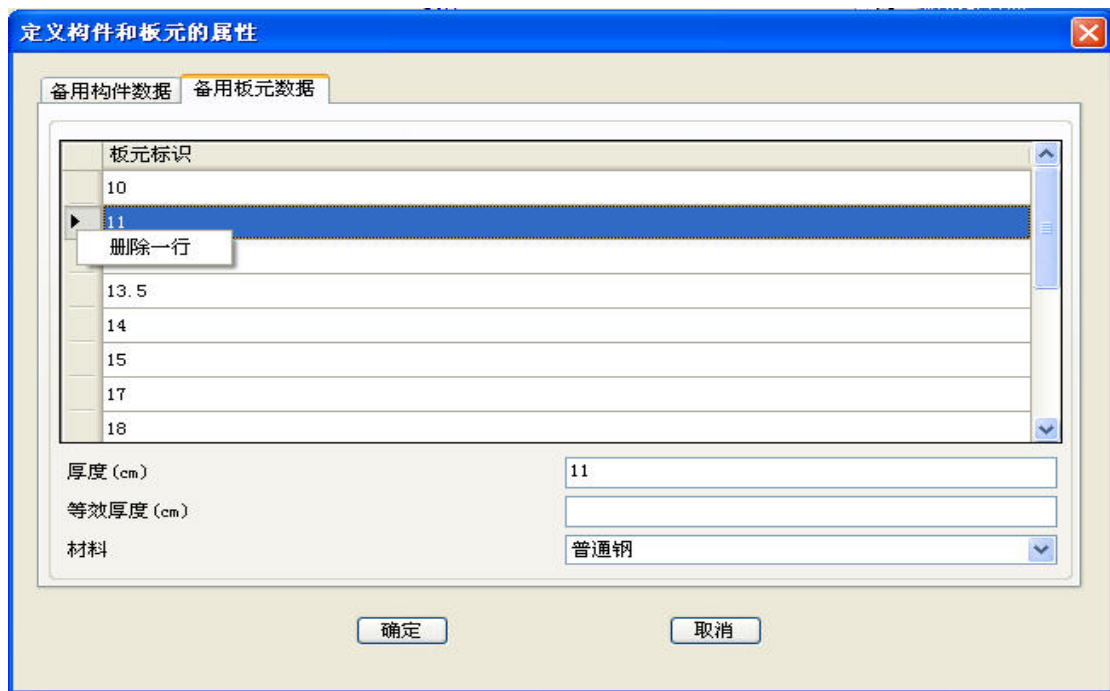 定义构件和板元的属性
备用构件数据 备用板元数据
板元标识
10
11
删除一行
13.5
14
15
17
18
厚度(cm) 11
等效厚度(cm)
材料 普通钢
确定 取消